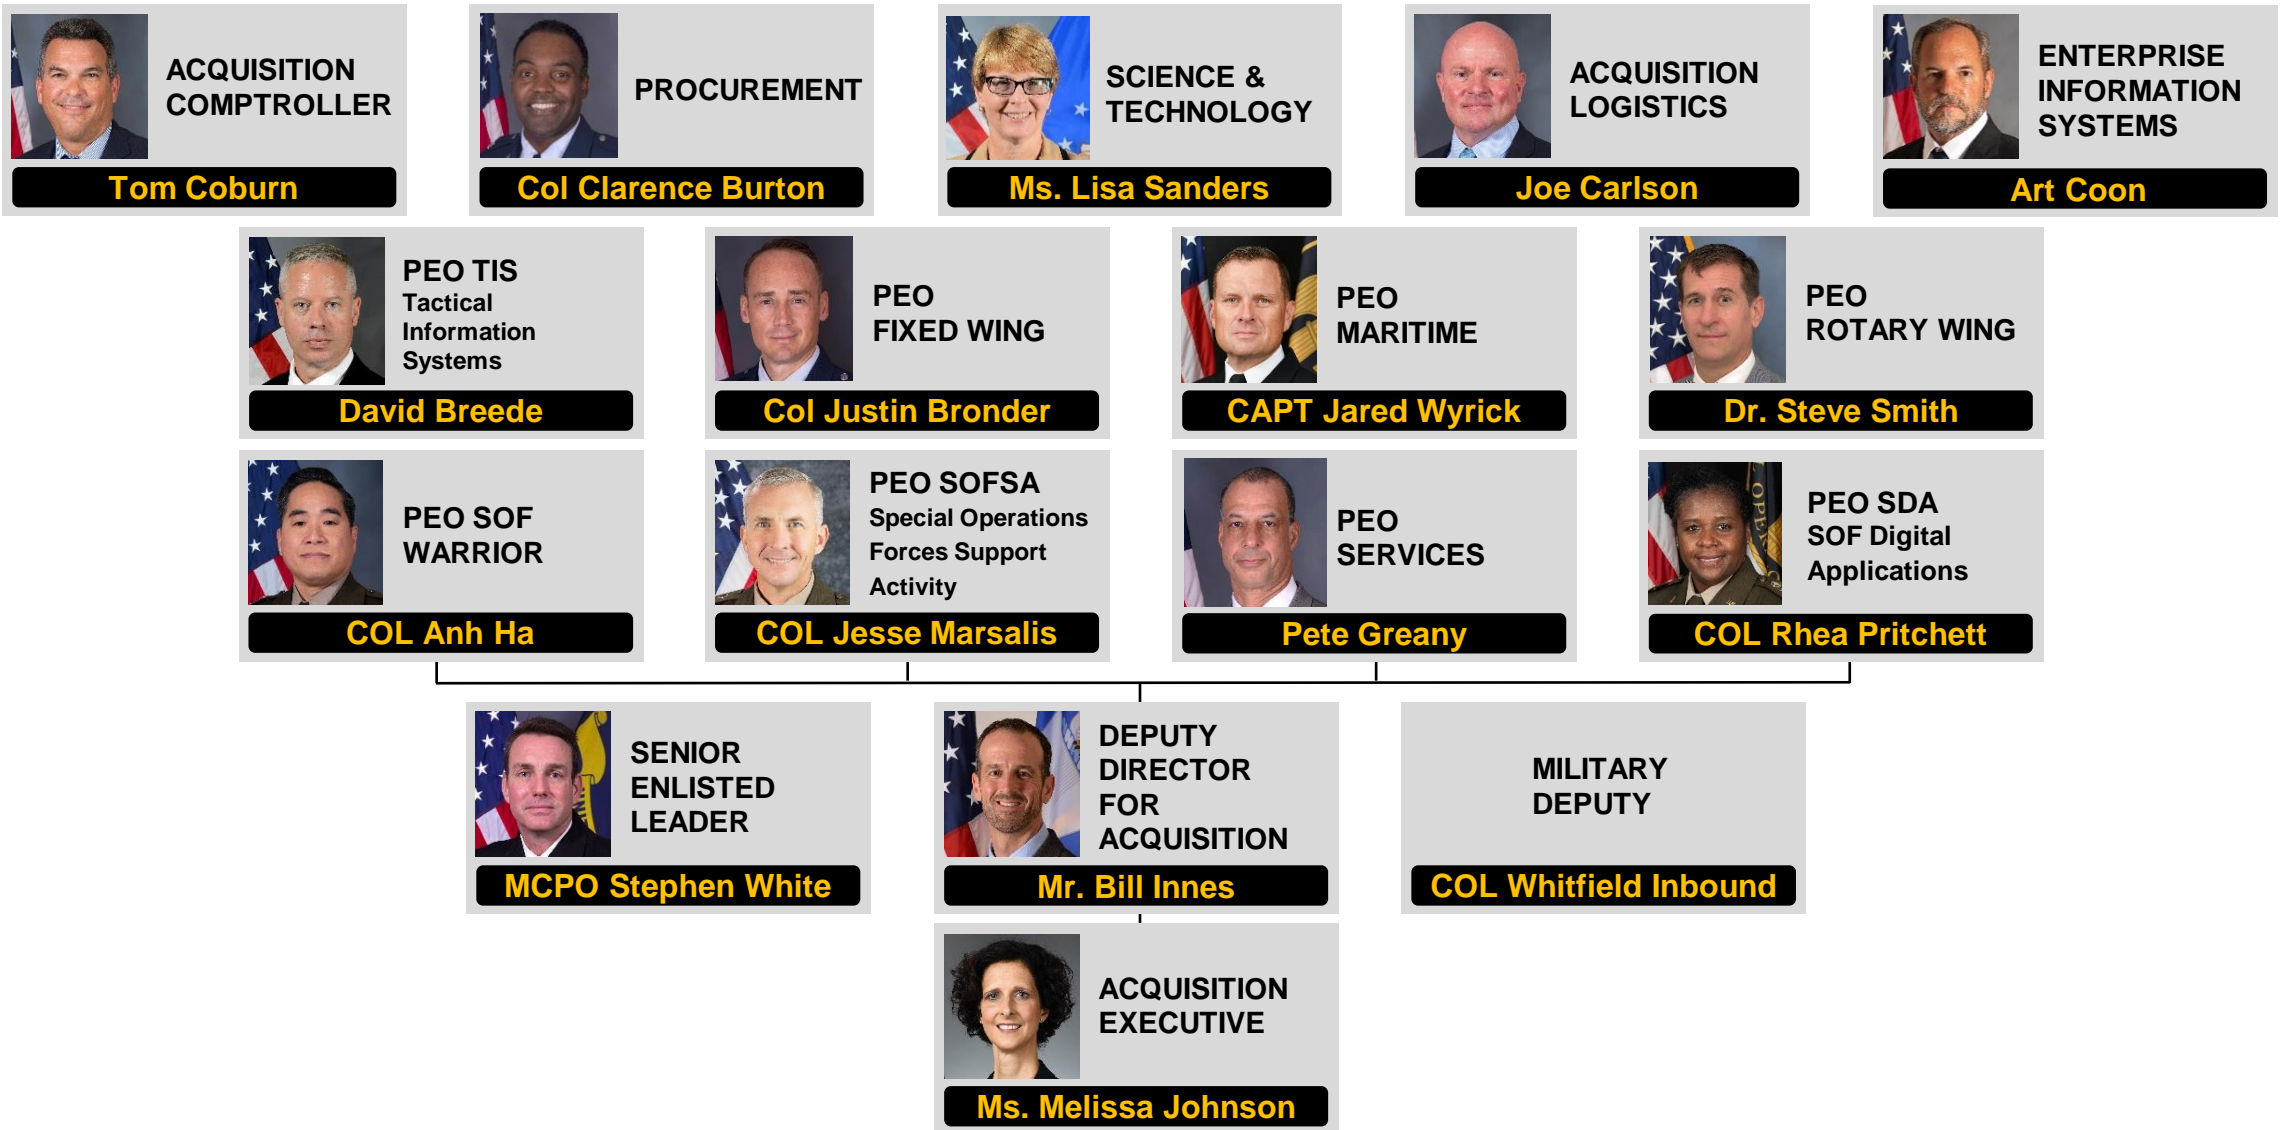 ACQUISITION
COMPTROLLER
Tom Coburn
PROCUREMENT
Col Clarence Burton
SCIENCE &
TECHNOLOGY
Ms. Lisa Sanders
ACQUISITION
LOGISTICS
Joe Carlson
ENTERPRISE
INFORMATION
SYSTEMS
Art Coon
PEO TIS
Tactical
Information
Systems
David Breede
PEO
FIXED WING
Col Justin Bronder
PEO
MARITIME
CAPT Jared Wyrick
PEO
ROTARY WING
Dr. Steve Smith
PEO SOF
WARRIOR
COL Anh Ha
PEO SOFSA
Special Operations
Forces Support
Activity
COL Jesse Marsalis
PEO
SERVICES
Pete Greany
PEO SDA
SOF Digital
Applications
COL Rhea Pritchett
SENIOR
ENLISTED
LEADER
MCPO Stephen White
DEPUTY
DIRECTOR
FOR
ACQUISITION
Mr. Bill Innes
MILITARY
DEPUTY
COL Whitfield Inbound
ACQUISITION
EXECUTIVE
Ms. Melissa Johnson